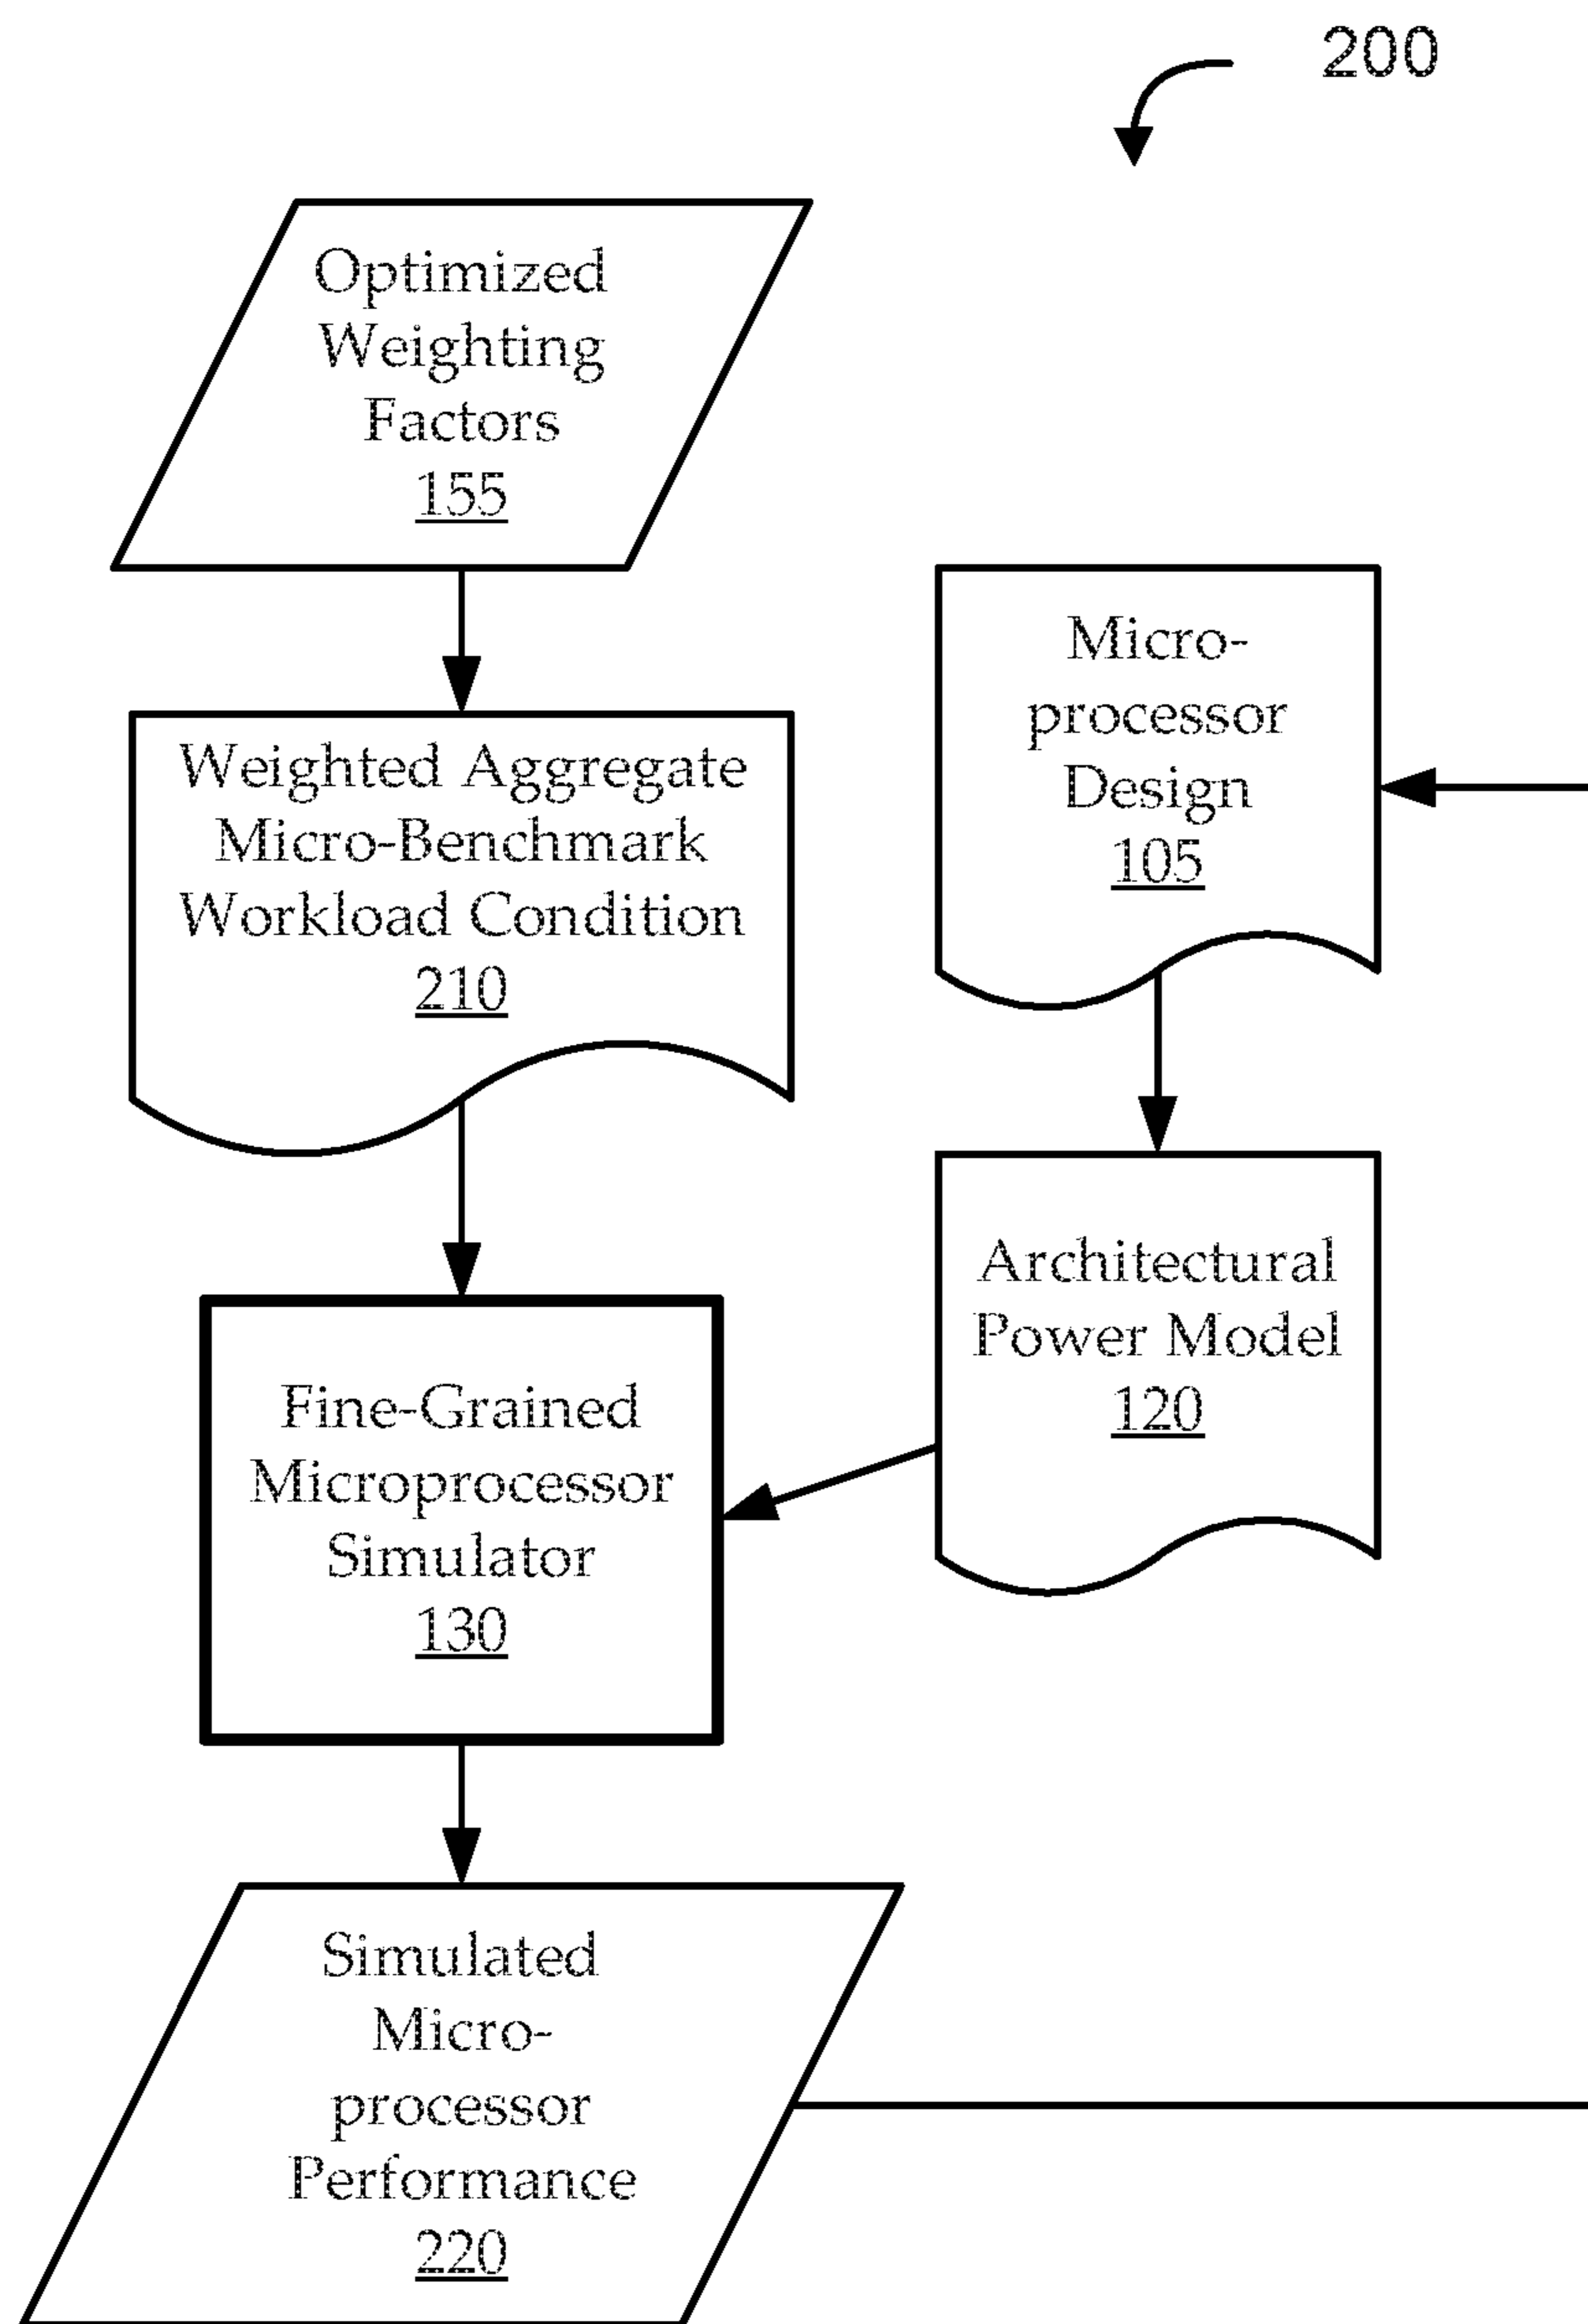 200
Optimized
Weighting
Factors
155
Weighted Aggregate
Micro-Benchmark
Workload Condition
210
Micro-
processor
Design
105
Architectural
Power Model
120
Fine-Grained
Microprocessor
Simulator
130
Simulated
Micro-
processor
Performance
220